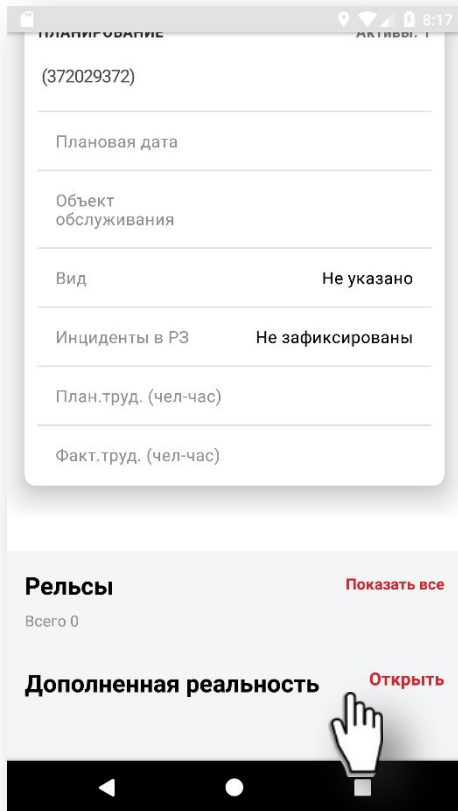 8:17
ПЛАНИРОВАНИЕ Активы: 1
(372029372)
Плановая дата
Объект
обслуживания
Вид Не указано
Инциденты в РЗ Не зафиксированы
План.труд. (чел-час)
Факт.труд. (чел-час)
Рельсы Показать все
Всего 0
Дополненная реальность Открыть